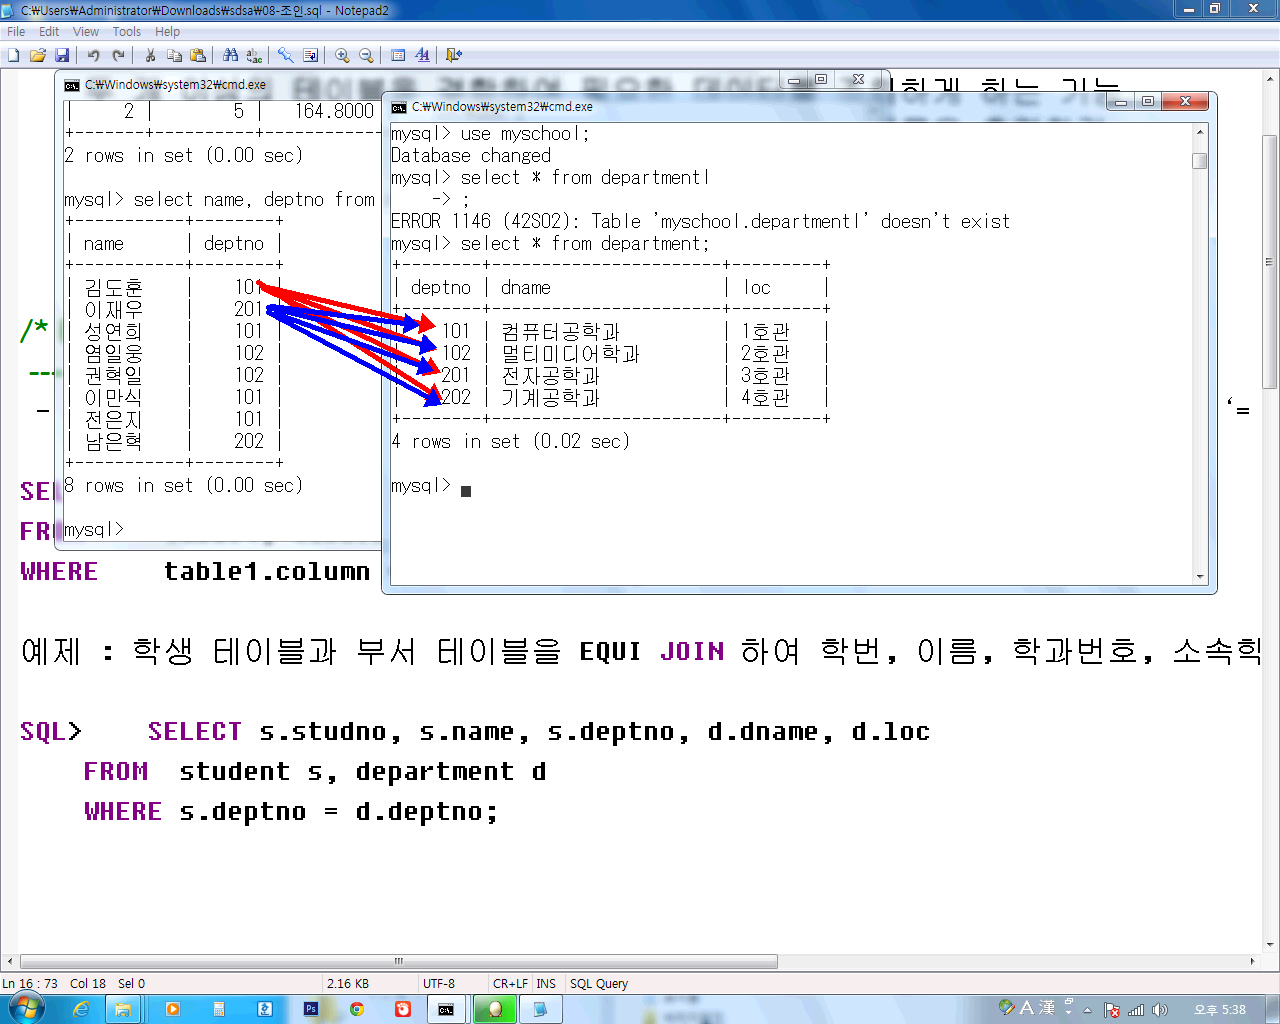 C:₩Users₩Administrator₩Downloads₩sdsa₩08-조인.sql - Notepad2
File Edit View Tools Help
C:₩Windows₩system32₩cmd.exe
하게 하는 기능
| 2 | 5 | 164.8000
+-------+----------+
2 rows in set (0.00 sec)
mysql> select name, deptno from
+-----------+--------+
| name | deptno |
+-----------+--------+
| 김도훈 | 101
| 이재우 | 201
| 성연희 | 101
| 염일웅 | 102
| 권혁일 | 102
| 이만식 | 101
| 전은지 | 101 |
| 남은혁 | 202 |
+-----------+--------+
8 rows in set (0.00 sec)
mysql>
C:₩Windows₩system32₩cmd.exe
mysql> use myschool;
Database changed
mysql> select * from departmentl
-> ;
ERROR 1146 (42S02): Table 'myschool.departmentl' doesn't exist
mysql> select * from department;
+--------+-----------------------+---------+
| deptno | dname | loc |
+--------+-----------------------+---------+
101 | 컴퓨터공학과 | 1호관 |
102 | 멀티미디어학과 | 2호관 |
201 | 전자공학과 | 3호관 |
202 | 기계공학과 | 4호관 |
+--------+-----------------------+---------+
4 rows in set (0.02 sec)
mysql>
/*
---
- ‘=
SEL
FR
WHERE table1.column
예제 : 학생 테이블과 부서 테이블을 EQUI JOIN 하여 학번, 이름, 학과번호, 소속학
SQL> SELECT s.studno, s.name, s.deptno, d.dname, d.loc
FROM student s, department d
WHERE s.deptno = d.deptno;
Ln 16 : 73 Col 18 Sel 0 2.16 KB UTF-8 CR+LF INS SQL Query
Ps A 漢 오후 5:38